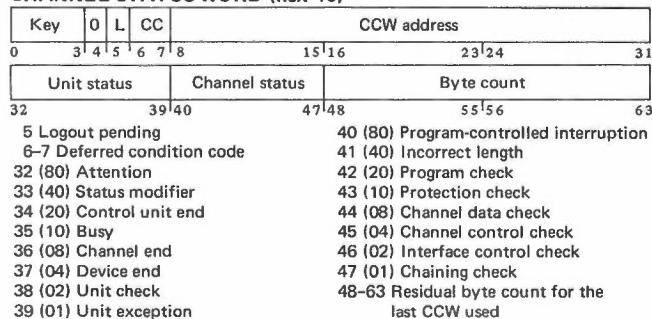 Key 0 L CC CCW address
0 3 4 5 6 7 8 15 16 23 24 31
Unit status Channel status Byte count
32 39 40 47 48 55 56 63
5 Logout pending
6–7 Deferred condition code
32 (80) Attention
33 (40) Status modifier
34 (20) Control unit end
35 (10) Busy
36 (08) Channel end
37 (04) Device end
38 (02) Unit check
39 (01) Unit exception
40 (80) Program-controlled interruption
41 (40) Incorrect length
42 (20) Program check
43 (10) Protection check
44 (08) Channel data check
45 (04) Channel control check
46 (02) Interface control check
47 (01) Chaining check
48–63 Residual byte count for the
last CCW used